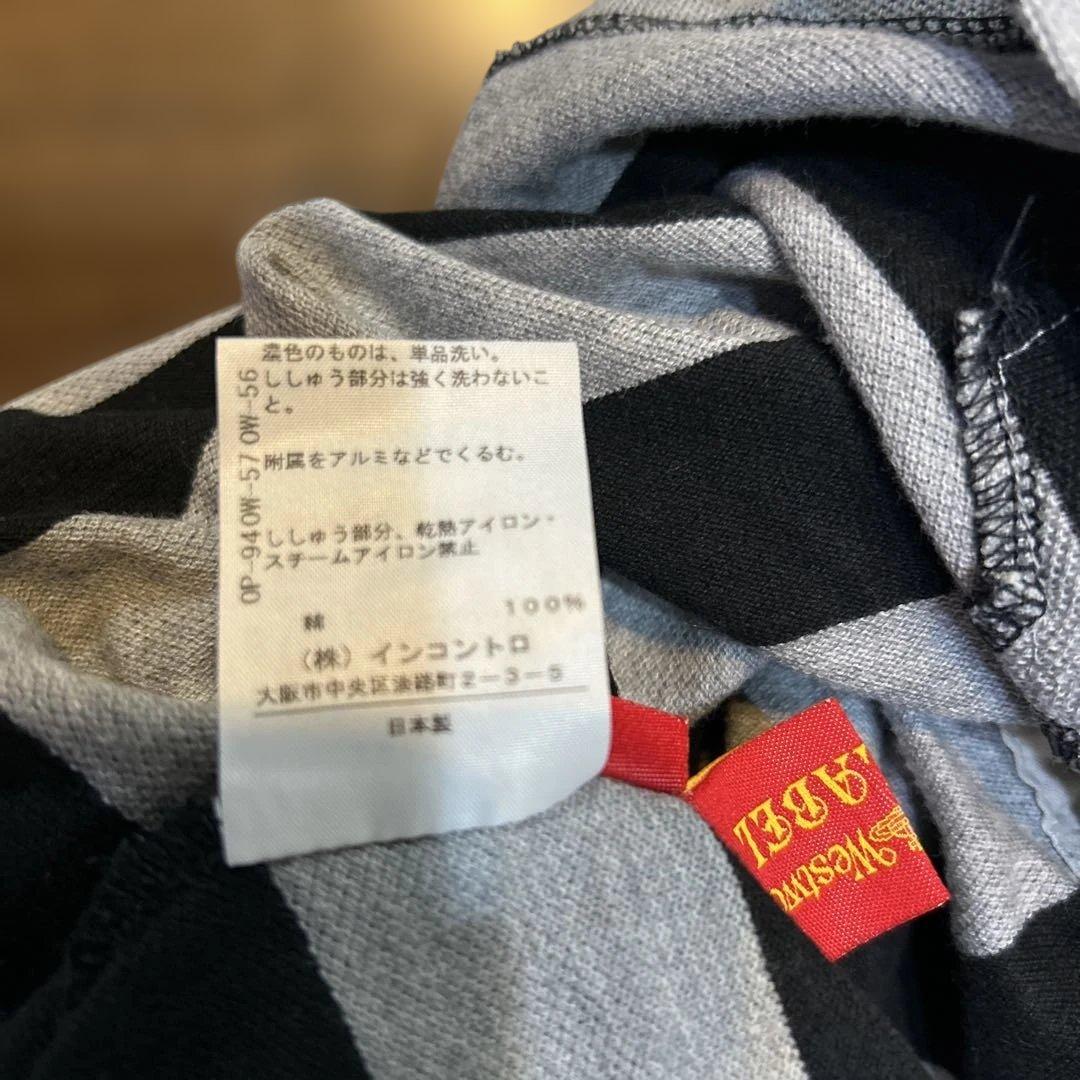 濃色のものは、単品洗い。
ししゅう部分は強く洗わないこ
と。
附属をアルミなどでくるむ。
ししゅう部分、乾熱アイロン・
スチームアイロン禁止
綿 100%
(株)インコントロ
大阪市中央区淡路町2-3-5
日本製
OP-940W-570W-56
LABEL
Westwo